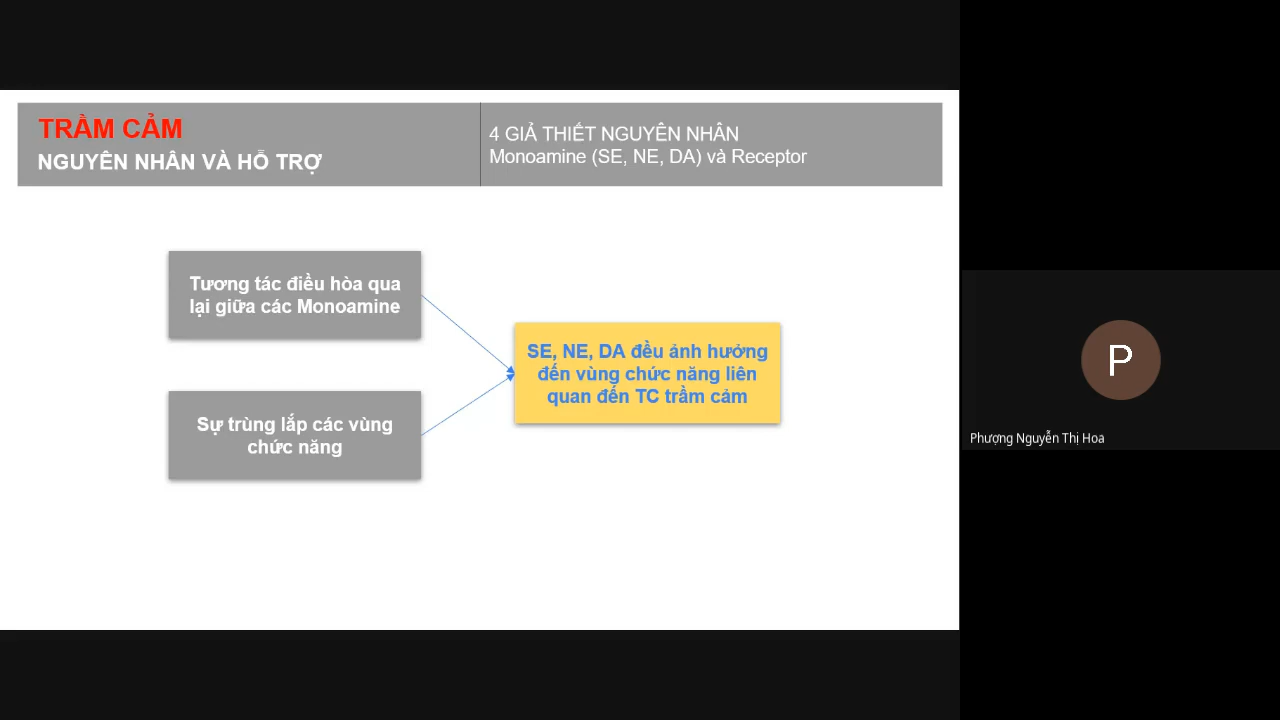 TRẦM CẢM
NGUYÊN NHÂN VÀ HỖ TRỢ
4 GIẢ THIẾT NGUYÊN NHÂN
Monoamine (SE, NE, DA) và Receptor
Tương tác điều hòa qua
lại giữa các Monoamine
Sự trùng lắp các vùng
chức năng
SE, NE, DA đều ảnh hưởng
đến vùng chức năng liên
quan đến TC trầm cảm
P
Phượng Nguyễn Thị Hoa